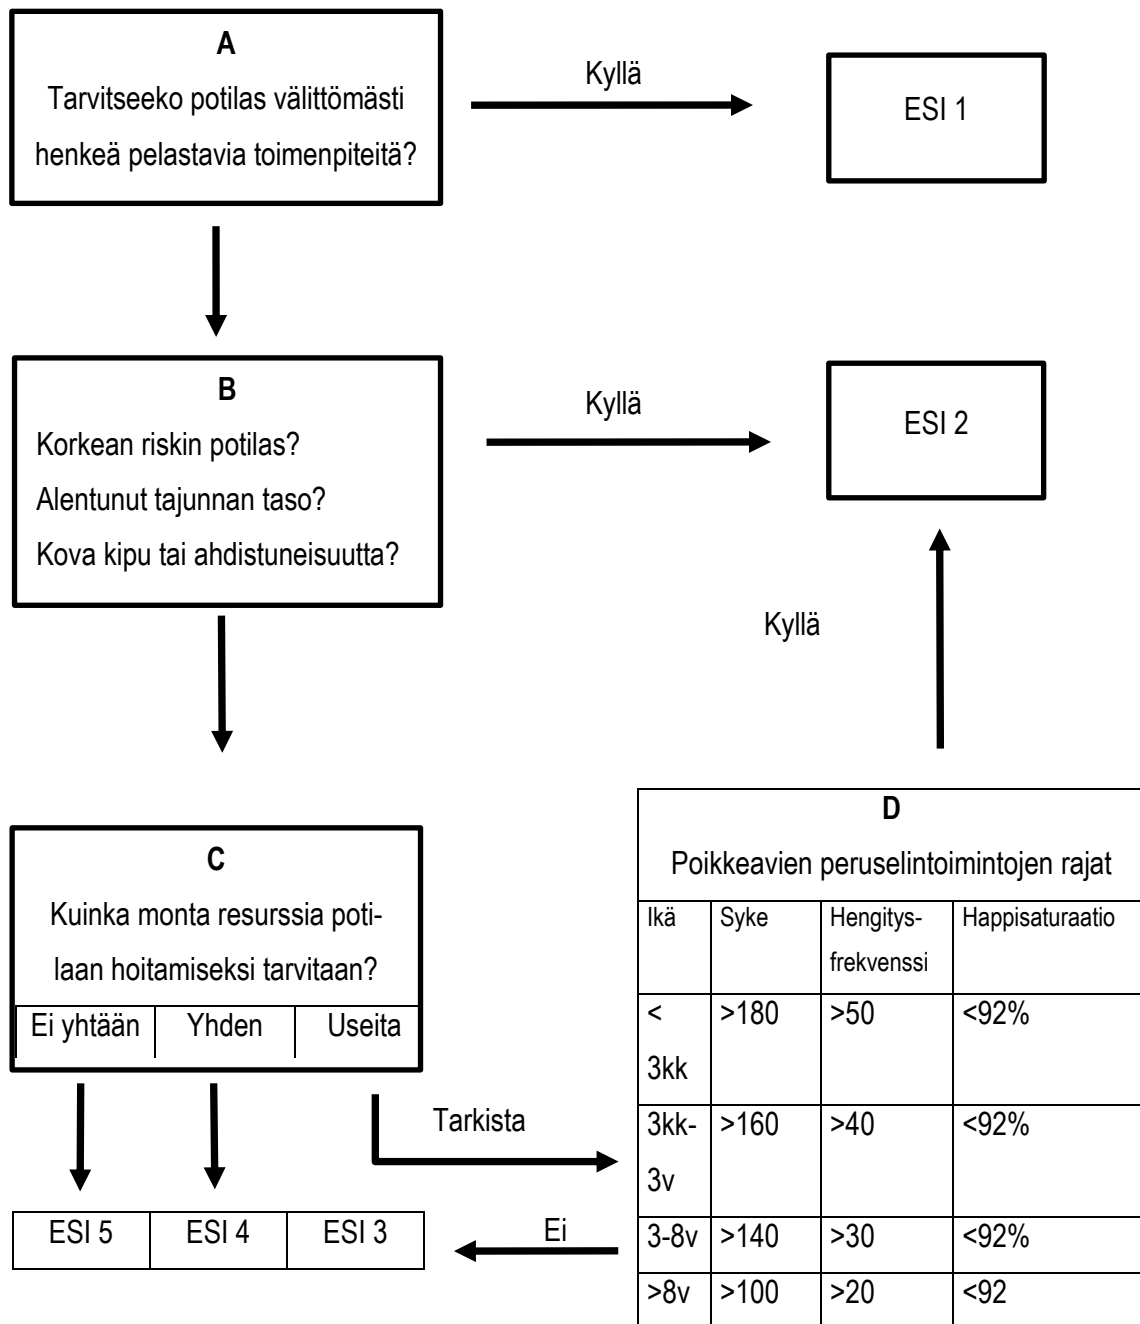 A
Tarvitseeko potilas välittömästi
henkeä pelastavia toimenpiteitä?
Kyllä
ESI 1
B
Korkean riskin potilas?
Alentunut tajunnan taso?
Kova kipu tai ahdistuneisuutta?
Kyllä
ESI 2
Kyllä
C
Kuinka monta resurssia poti-
laan hoitamiseksi tarvitaan?
Ei yhtään Yhden Useita
Tarkista
ESI 5 ESI 4 ESI 3
Ei
D
Poikkeavien peruselintoimintojen rajat
Ikä Syke Hengitys- Happisaturaatio
frekvenssi
< >180 >50 <92%
3kk
3kk- >160 >40 <92%
3v
3-8v >140 >30 <92%
>8v >100 >20 <92